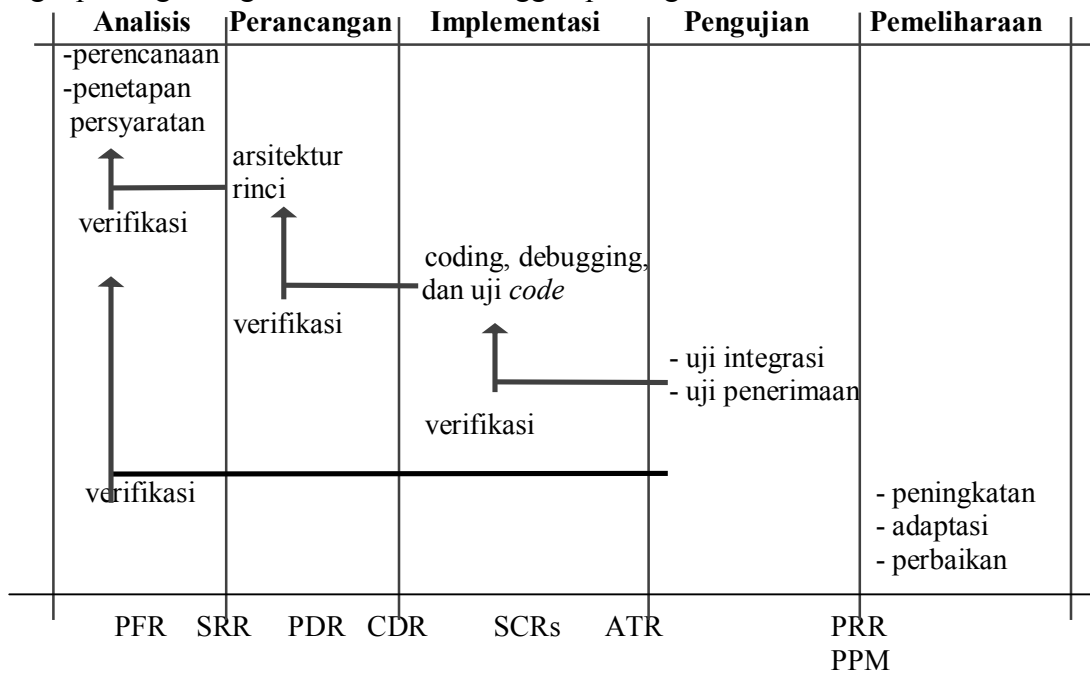 Analisis Perancangan Implementasi Pengujian Pemeliharaan
-perencanaan
-penetapan
persyaratan
arsitektur
rinci
verifikasi
coding, debugging,
dan uji code
verifikasi
- uji integrasi
- uji penerimaan
verifikasi
verifikasi
- peningkatan
- adaptasi
- perbaikan
PFR SRR PDR CDR SCRs ATR PRR
PPM